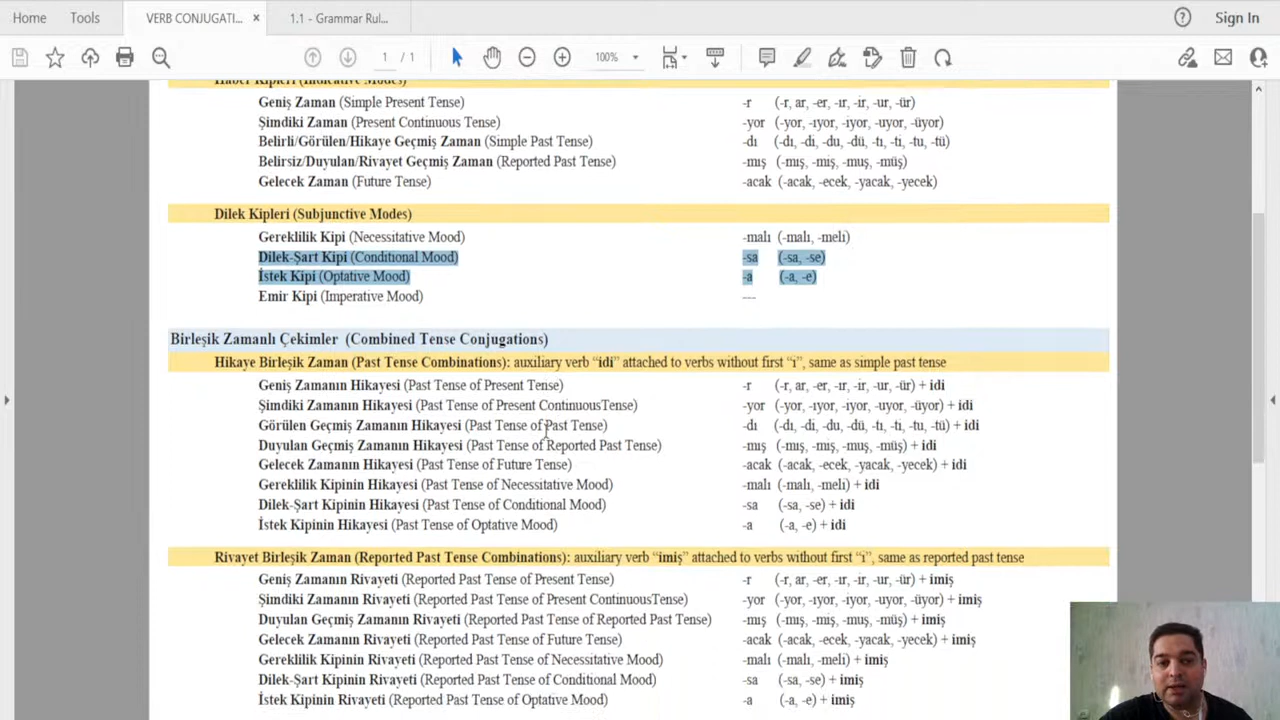 Home Tools VERB CONJUGATI... × 1.1 - Grammar Rul... Sign In
1 / 1 100%
Haber Kipleri (Indicative Modes)
Geniş Zaman (Simple Present Tense) -r (-r, ar, -er, -ır, -ir, -ur, -ür)
Şimdiki Zaman (Present Continuous Tense) -yor (-yor, -ıyor, -iyor, -uyor, -üyor)
Belirli/Görülen/Hikaye Geçmiş Zaman (Simple Past Tense) -dı (-dı, -di, -du, -dü, -tı, -ti, -tu, -tü)
Belirsiz/Duyulan/Rivayet Geçmiş Zaman (Reported Past Tense) -mış (-mış, -miş, -muş, -müş)
Gelecek Zaman (Future Tense) -acak (-acak, -ecek, -yacak, -yecek)
Dilek Kipleri (Subjunctive Modes)
Gereklilik Kipi (Necessitative Mood) -malı (-malı, -meli)
Dilek-Şart Kipi (Conditional Mood) -sa (-sa, -se)
İstek Kipi (Optative Mood) -a (-a, -e)
Emir Kipi (Imperative Mood) ---
Birleşik Zamanlı Çekimler (Combined Tense Conjugations)
Hikaye Birleşik Zaman (Past Tense Combinations): auxiliary verb “idi” attached to verbs without first “i”, same as simple past tense
Geniş Zamanın Hikayesi (Past Tense of Present Tense) -r (-r, ar, -er, -ır, -ir, -ur, -ür) + idi
Şimdiki Zamanın Hikayesi (Past Tense of Present ContinuousTense) -yor (-yor, -ıyor, -iyor, -uyor, -üyor) + idi
Görülen Geçmiş Zamanın Hikayesi (Past Tense of Past Tense) -dı (-dı, -di, -du, -dü, -tı, -ti, -tu, -tü) + idi
Duyulan Geçmiş Zamanın Hikayesi (Past Tense of Reported Past Tense) -mış (-mış, -miş, -muş, -müş) + idi
Gelecek Zamanın Hikayesi (Past Tense of Future Tense) -acak (-acak, -ecek, -yacak, -yecek) + idi
Gereklilik Kipinin Hikayesi (Past Tense of Necessitative Mood) -malı (-malı, -meli) + idi
Dilek-Şart Kipinin Hikayesi (Past Tense of Conditional Mood) -sa (-sa, -se) + idi
İstek Kipinin Hikayesi (Past Tense of Optative Mood) -a (-a, -e) + idi
Rivayet Birleşik Zaman (Reported Past Tense Combinations): auxiliary verb “imiş” attached to verbs without first “i”, same as reported past tense
Geniş Zamanın Rivayeti (Reported Past Tense of Present Tense) -r (-r, ar, -er, -ır, -ir, -ur, -ür) + imiş
Şimdiki Zamanın Rivayeti (Reported Past Tense of Present ContinuousTense) -yor (-yor, -ıyor, -iyor, -uyor, -üyor) + imiş
Duyulan Geçmiş Zamanın Rivayeti (Reported Past Tense of Reported Past Tense) -mış (-mış, -miş, -muş, -müş) + imiş
Gelecek Zamanın Rivayeti (Reported Past Tense of Future Tense) -acak (-acak, -ecek, -yacak, -yecek) + imiş
Gereklilik Kipinin Rivayeti (Reported Past Tense of Necessitative Mood) -malı (-malı, -meli) + imiş
Dilek-Şart Kipinin Rivayeti (Reported Past Tense of Conditional Mood) -sa (-sa, -se) + imiş
İstek Kipinin Rivayeti (Reported Past Tense of Optative Mood) -a (-a, -e) + imiş